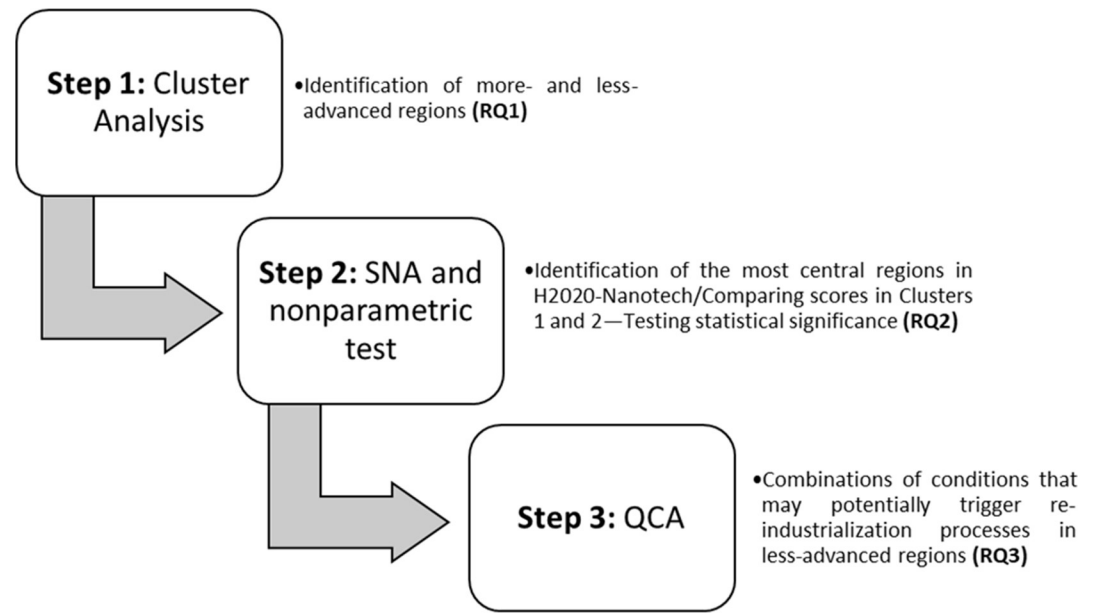 Step 1: Cluster
Analysis
•Identification of more- and less-
advanced regions (RQ1)
Step 2: SNA and
nonparametric
test
•Identification of the most central regions in
H2020-Nanotech/Comparing scores in Clusters
1 and 2—Testing statistical significance (RQ2)
Step 3: QCA
•Combinations of conditions that
may potentially trigger re-
industrialization processes in
less-advanced regions (RQ3)